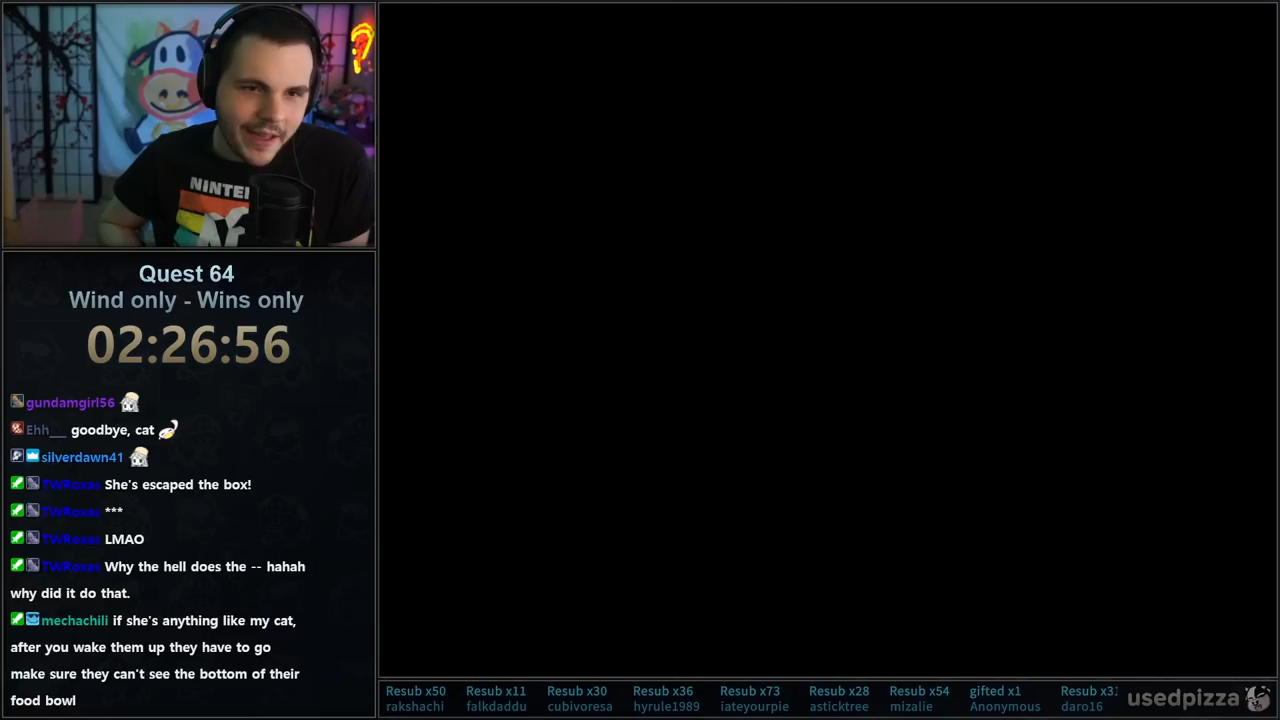 NINTE
Quest 64
Wind only - Wins only
02:26:56
gundamgirl56
Ehh__ goodbye, cat
silverdawn41
TWRoxas She's escaped the box!
TWRoxas ***
TWRoxas LMAO
TWRoxas Why the hell does the -- hahah
why did it do that.
mechachili if she's anything like my cat,
after you wake them up they have to go
make sure they can't see the bottom of their
food bowl
Resub x50 Resub x11 Resub x30 Resub x36 Resub x73 Resub x28 Resub x54 gifted x1 Resub x31
rakshachi falkdaddu cubivoresa hyrule1989 iateyourpie asticktree mizalie Anonymous daro16
usedpizza